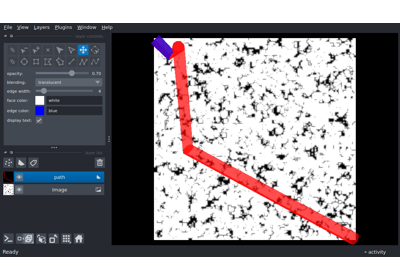 File View Layers Plugins Window Help
opacity: 0.70
blending: translucent
edge width:
face color: white
edge color: blue
display text:
path
Image
Ready
activity